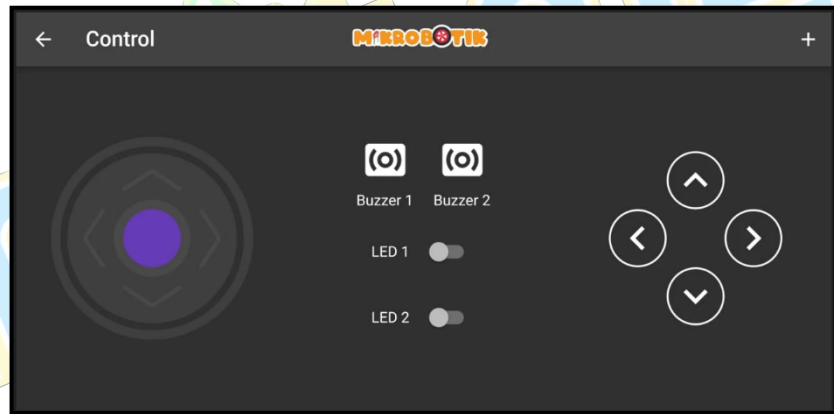 Control
MiKROBOTiK
+
Buzzer 1
Buzzer 2
LED 1
LED 2